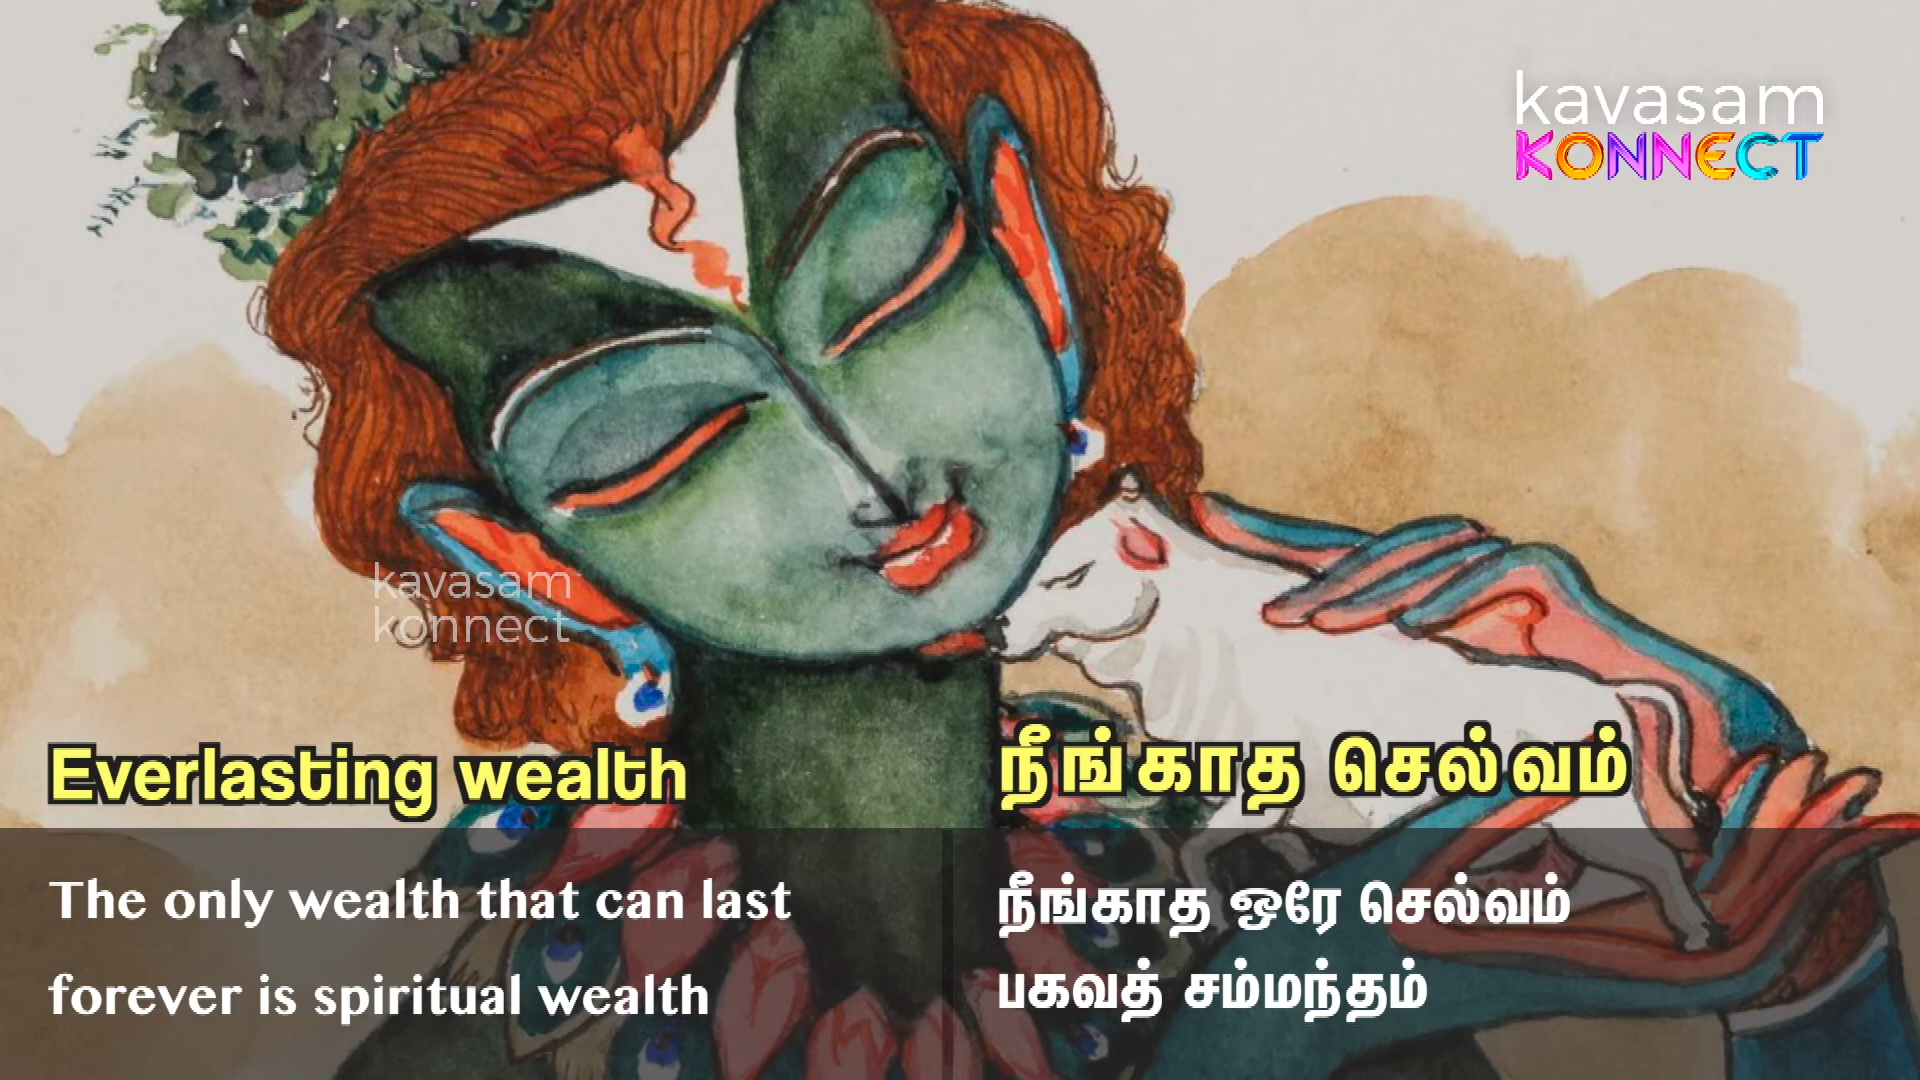 kavasam
KONNECT
kavasam
konnect
Everlasting wealth
The only wealth that can last
forever is spiritual wealth
நீங்காத செல்வம்
நீங்காத ஒரே செல்வம்
பகவத் சம்மந்தம்